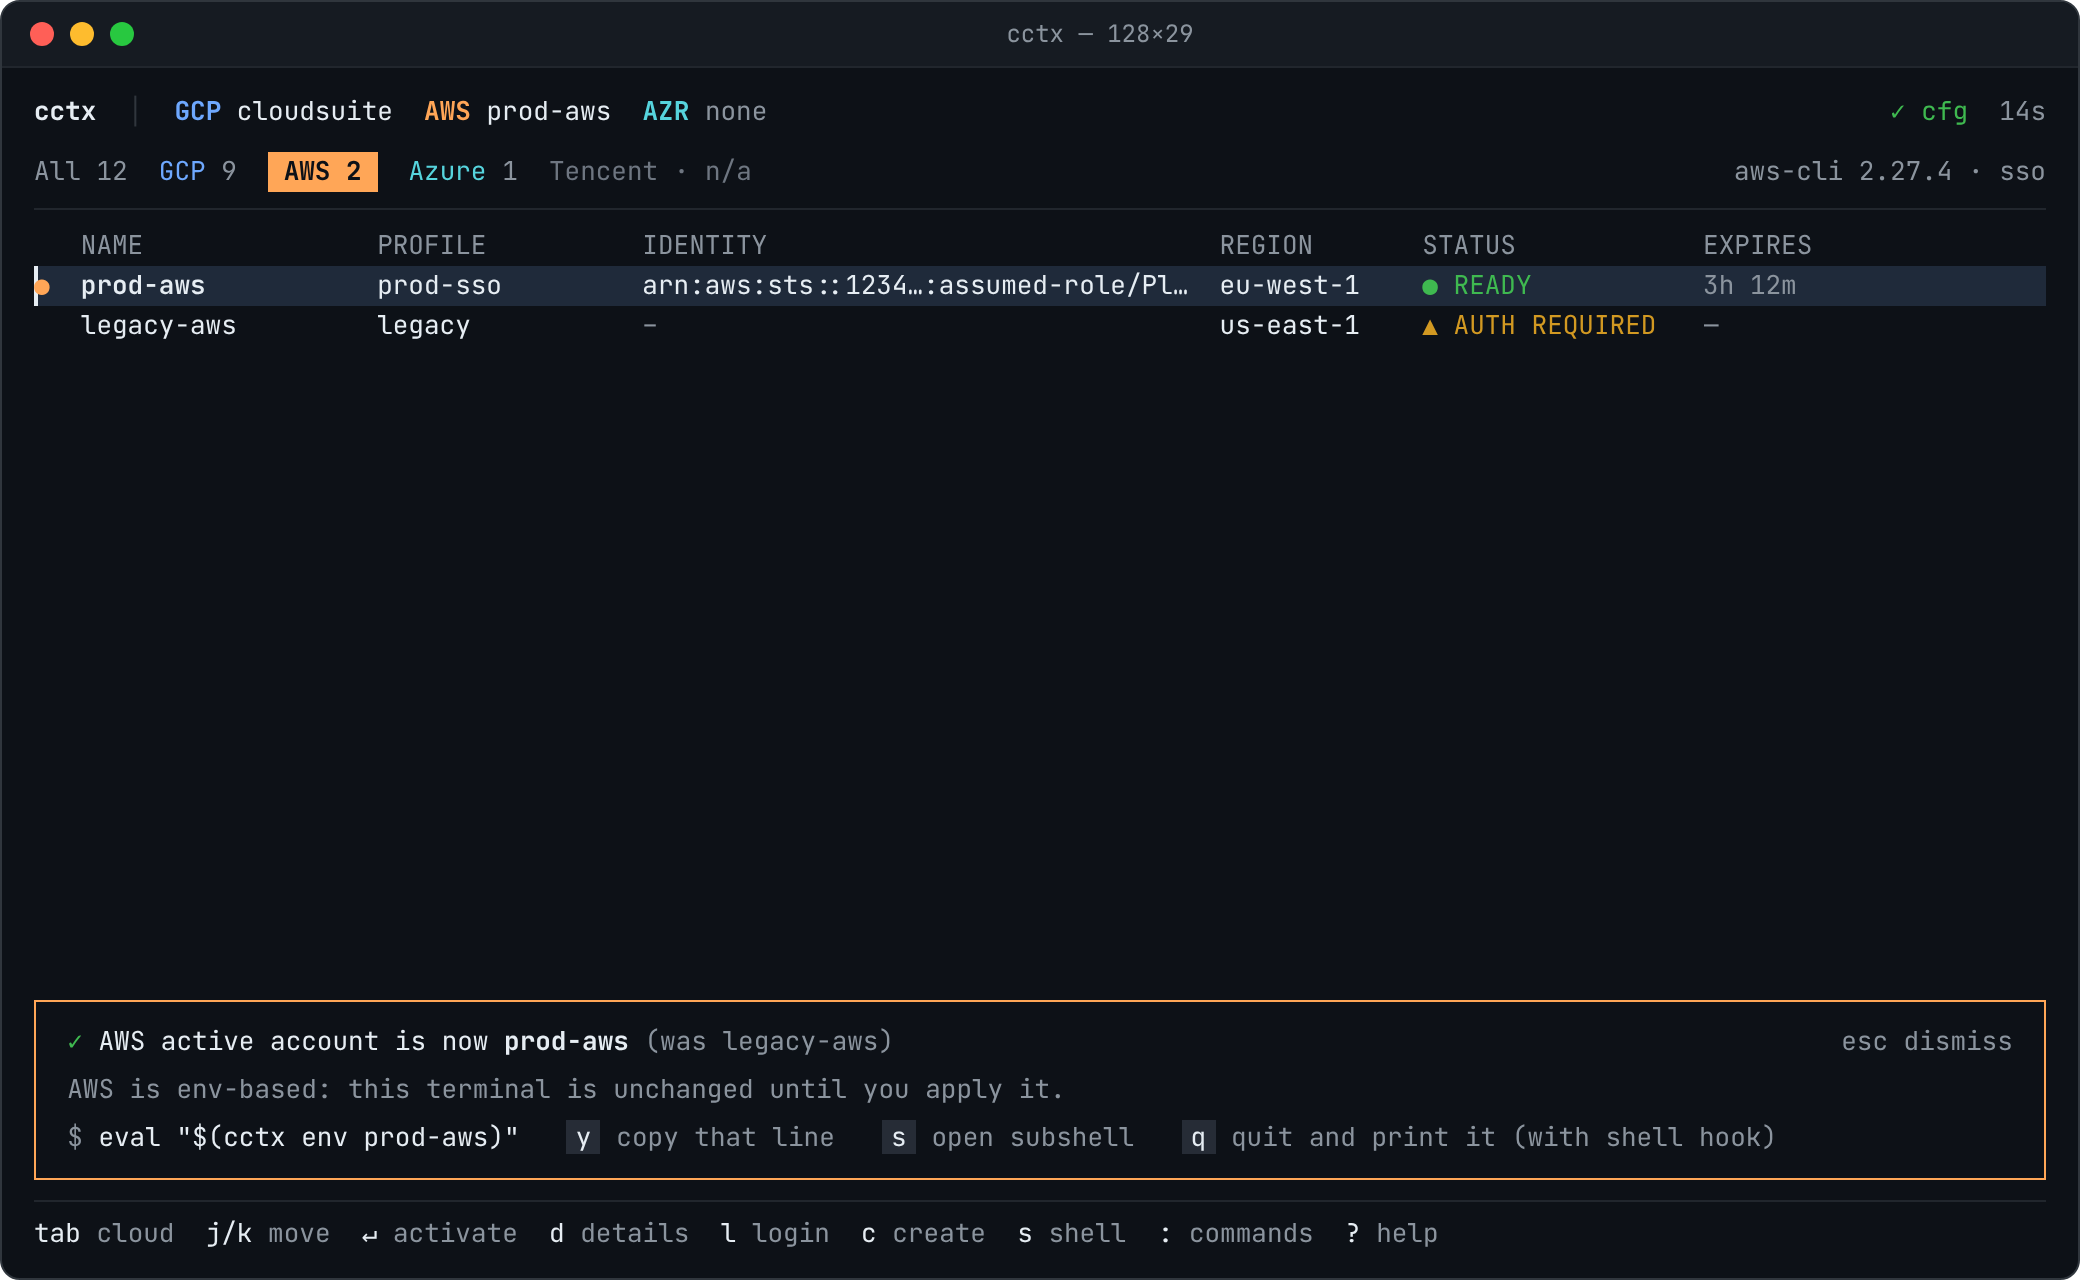 cctx — 128×29
cctx │ GCP cloudsuite AWS prod-aws AZR none ✓ cfg 14s
All 12 GCP 9 AWS 2 Azure 1 Tencent · n/a aws-cli 2.27.4 · sso
NAME PROFILE IDENTITY REGION STATUS EXPIRES
● prod-aws prod-sso arn:aws:sts::1234…:assumed-role/Pl… eu-west-1 ● READY 3h 12m
legacy-aws legacy – us-east-1 ▲ AUTH REQUIRED —
✓ AWS active account is now prod-aws (was legacy-aws) esc dismiss
AWS is env-based: this terminal is unchanged until you apply it.
$ eval "$(cctx env prod-aws)" y copy that line s open subshell q quit and print it (with shell hook)
tab cloud j/k move ↵ activate d details l login c create s shell : commands ? help